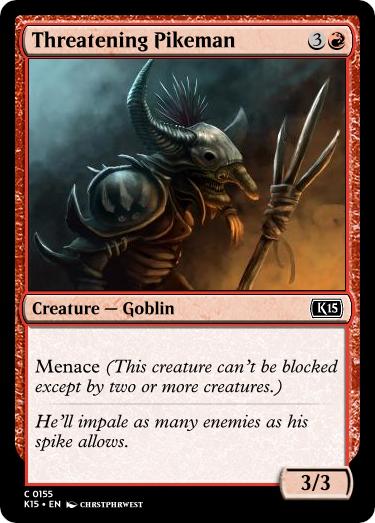 Threatening Pikeman 3
Creature — Goblin K15
Menace (This creature can't be blocked
except by two or more creatures.)
He'll impale as many enemies as his
spike allows.
3/3
C 0155
K15 • EN CHRSTPHRWEST